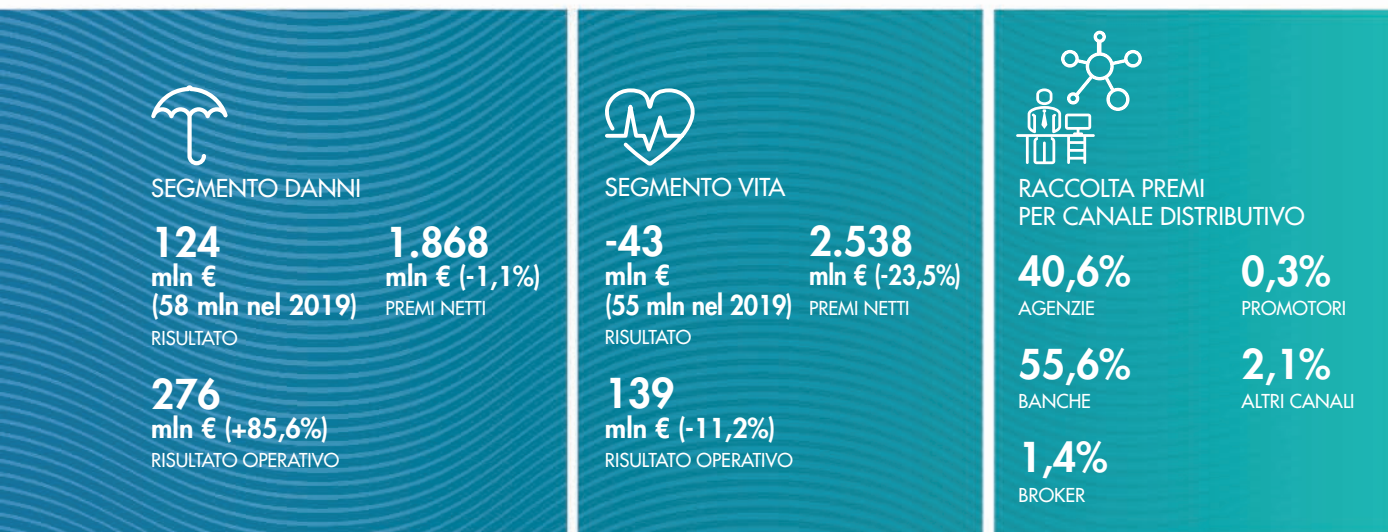 SEGMENTO DANNI
124
mln €
(58 mln nel 2019)
RISULTATO
1.868
mln € (-1,1%)
PREMI NETTI
276
mln € (+85,6%)
RISULTATO OPERATIVO
SEGMENTO VITA
-43
mln €
(55 mln nel 2019)
RISULTATO
2.538
mln € (-23,5%)
PREMI NETTI
139
mln € (-11,2%)
RISULTATO OPERATIVO
RACCOLTA PREMI
PER CANALE DISTRIBUTIVO
40,6%
AGENZIE
0,3%
PROMOTORI
55,6%
BANCHE
2,1%
ALTRI CANALI
1,4%
BROKER